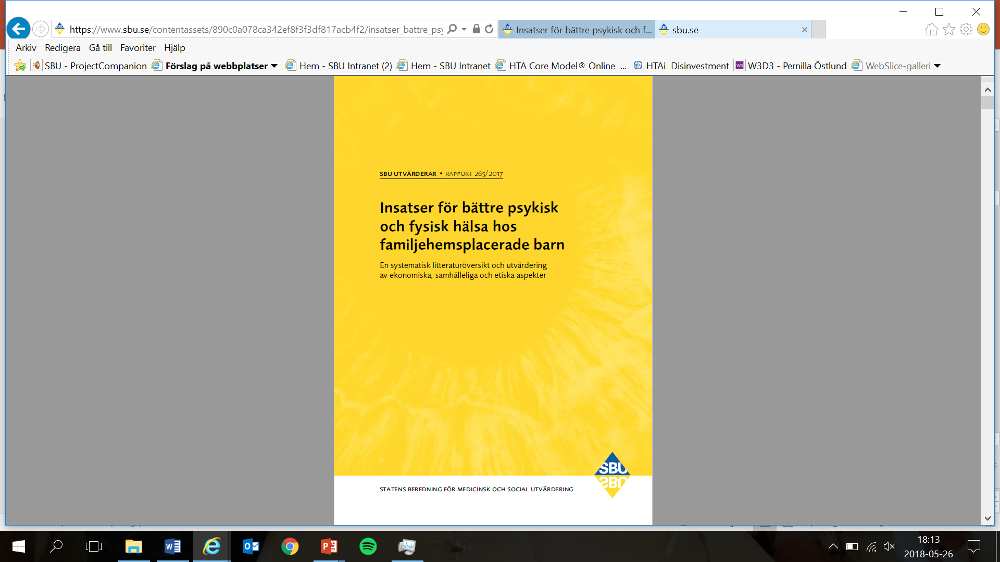 https://www.sbu.se/contentassets/890c0a078ca342ef8f3f3df817acb4f2/insatser_battre_psy
Insatser för bättre psykisk och f...
sbu.se
Arkiv Redigera Gå till Favoriter Hjälp
SBU - ProjectCompanion Förslag på webbplatser Hem - SBU Intranet (2) Hem - SBU Intranet HTA Core Model® Online ... HTAi Disinvestment W3D3 - Pernilla Östlund WebSlice-galleri
SBU UTVÄRDERAR • RAPPORT 265/2017
Insatser för bättre psykisk
och fysisk hälsa hos
familjehemsplacerade barn
En systematisk litteraturöversikt och utvärdering
av ekonomiska, samhälleliga och etiska aspekter
SBU
SBU
STATENS BEREDNING FÖR MEDICINSK OCH SOCIAL UTVÄRDERING
18:13
2018-05-26